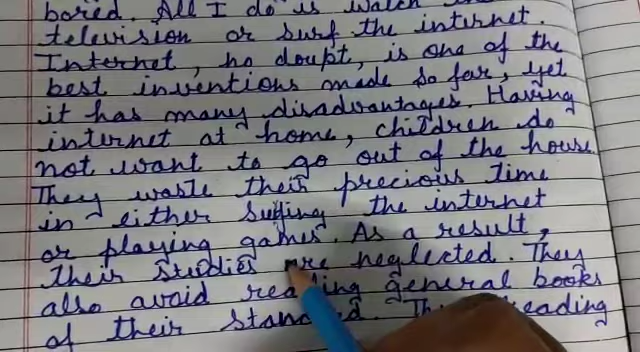 bored. All I do is watch
television or surf the internet.
Internet, no doubt, is one of the
best inventions made so far, yet
it has many disadvantages. Having
internet at home, children do
not want to go out of the house.
They waste their precious time
in either surfing the internet
or playing games. As a result,
their studies are neglected. They
also avoid reading general books
of their eading